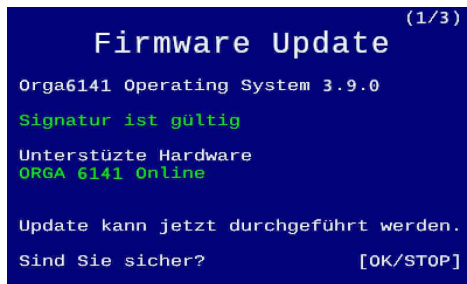 (1/3)
Firmware Update
Orga6141 Operating System 3.9.0
Signatur ist gültig
Unterstüzte Hardware
ORGA 6141 Online
Update kann jetzt durchgeführt werden.
Sind Sie sicher? [OK/STOP]